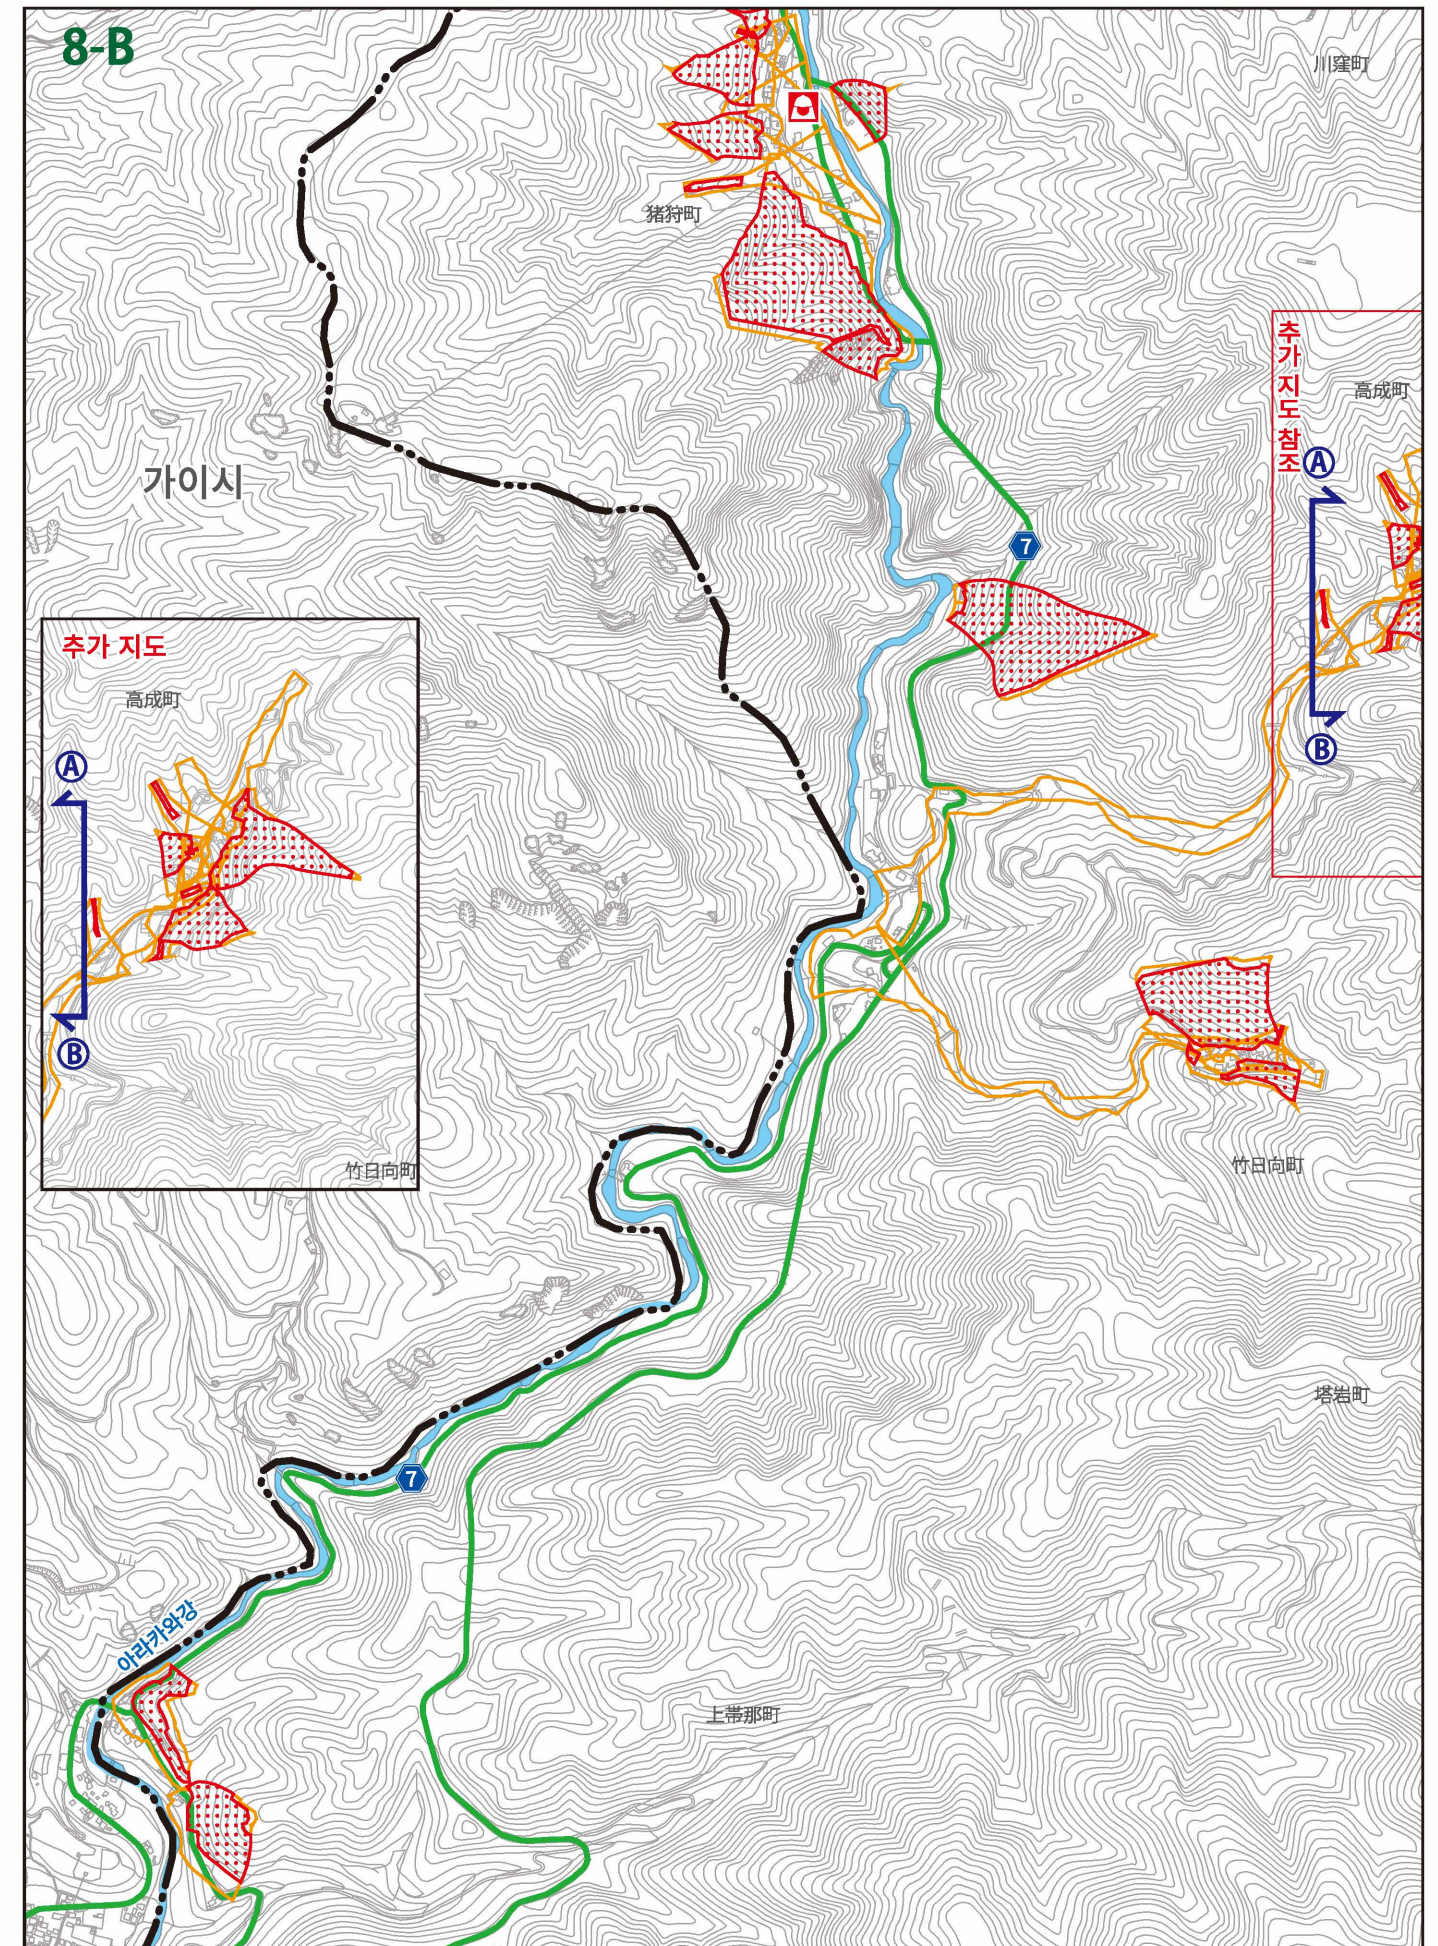 8-B
川窪町
猪狩町
추가 지도 참조
高成町
Ⓐ
가이시
7
추가 지도
高成町
Ⓐ
Ⓑ
Ⓑ
竹日向町
竹日向町
塔岩町
7
아라카와강
上帯那町